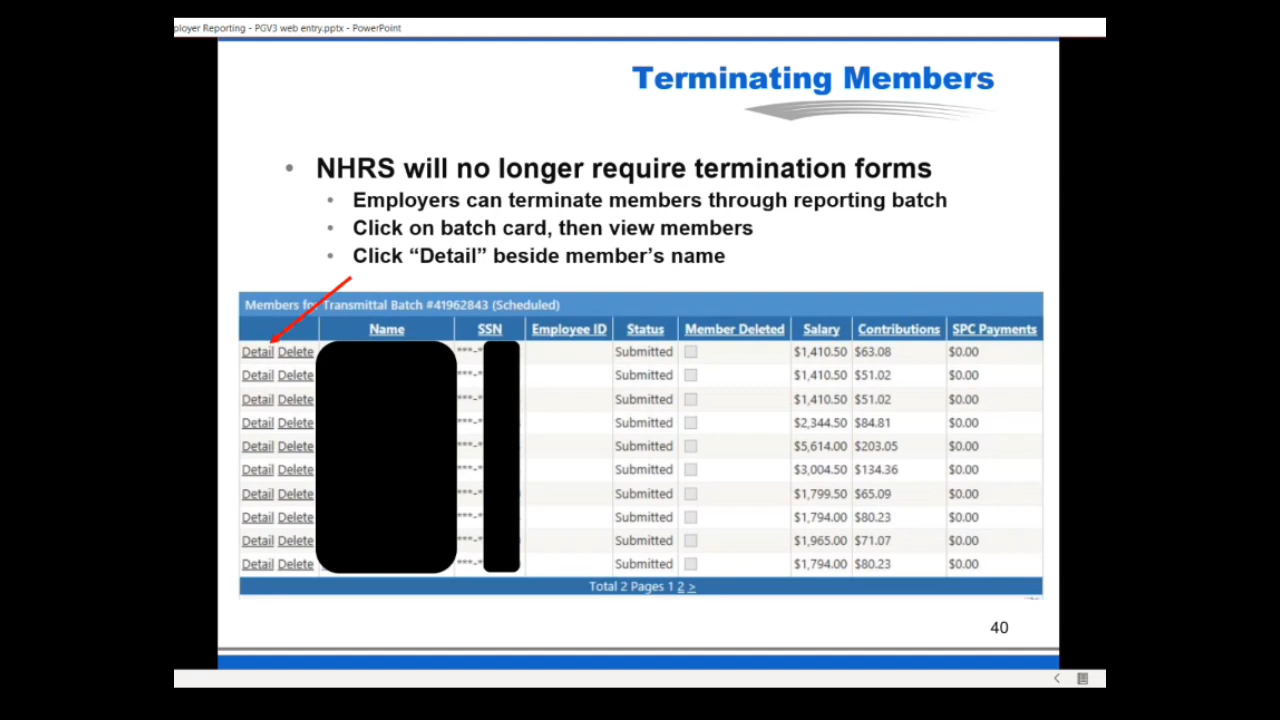 ployer Reporting - PGV3 web entry.pptx - PowerPoint
Terminating Members
• NHRS will no longer require termination forms
• Employers can terminate members through reporting batch
• Click on batch card, then view members
• Click “Detail” beside member’s name
Members for Transmittal Batch #41962843 (Scheduled)
Name SSN Employee ID Status Member Deleted Salary Contributions SPC Payments
Detail Delete ***-* Submitted $1,410.50 $63.08 $0.00
Detail Delete ***-* Submitted $1,410.50 $51.02 $0.00
Detail Delete ***-* Submitted $1,410.50 $51.02 $0.00
Detail Delete ***-* Submitted $2,344.50 $84.81 $0.00
Detail Delete ***-* Submitted $5,614.00 $203.05 $0.00
Detail Delete ***-* Submitted $3,004.50 $134.36 $0.00
Detail Delete ***-* Submitted $1,799.50 $65.09 $0.00
Detail Delete ***-* Submitted $1,794.00 $80.23 $0.00
Detail Delete ***-* Submitted $1,965.00 $71.07 $0.00
Detail Delete ***-* Submitted $1,794.00 $80.23 $0.00
Total 2 Pages 1 2 >
40